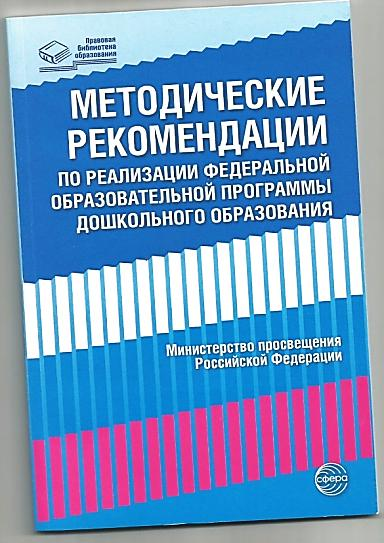 Правовая
библиотека
образования
МЕТОДИЧЕСКИЕ
РЕКОМЕНДАЦИИ
ПО РЕАЛИЗАЦИИ ФЕДЕРАЛЬНОЙ
ОБРАЗОВАТЕЛЬНОЙ ПРОГРАММЫ
ДОШКОЛЬНОГО ОБРАЗОВАНИЯ
Министерство просвещения
Российской Федерации
сфера